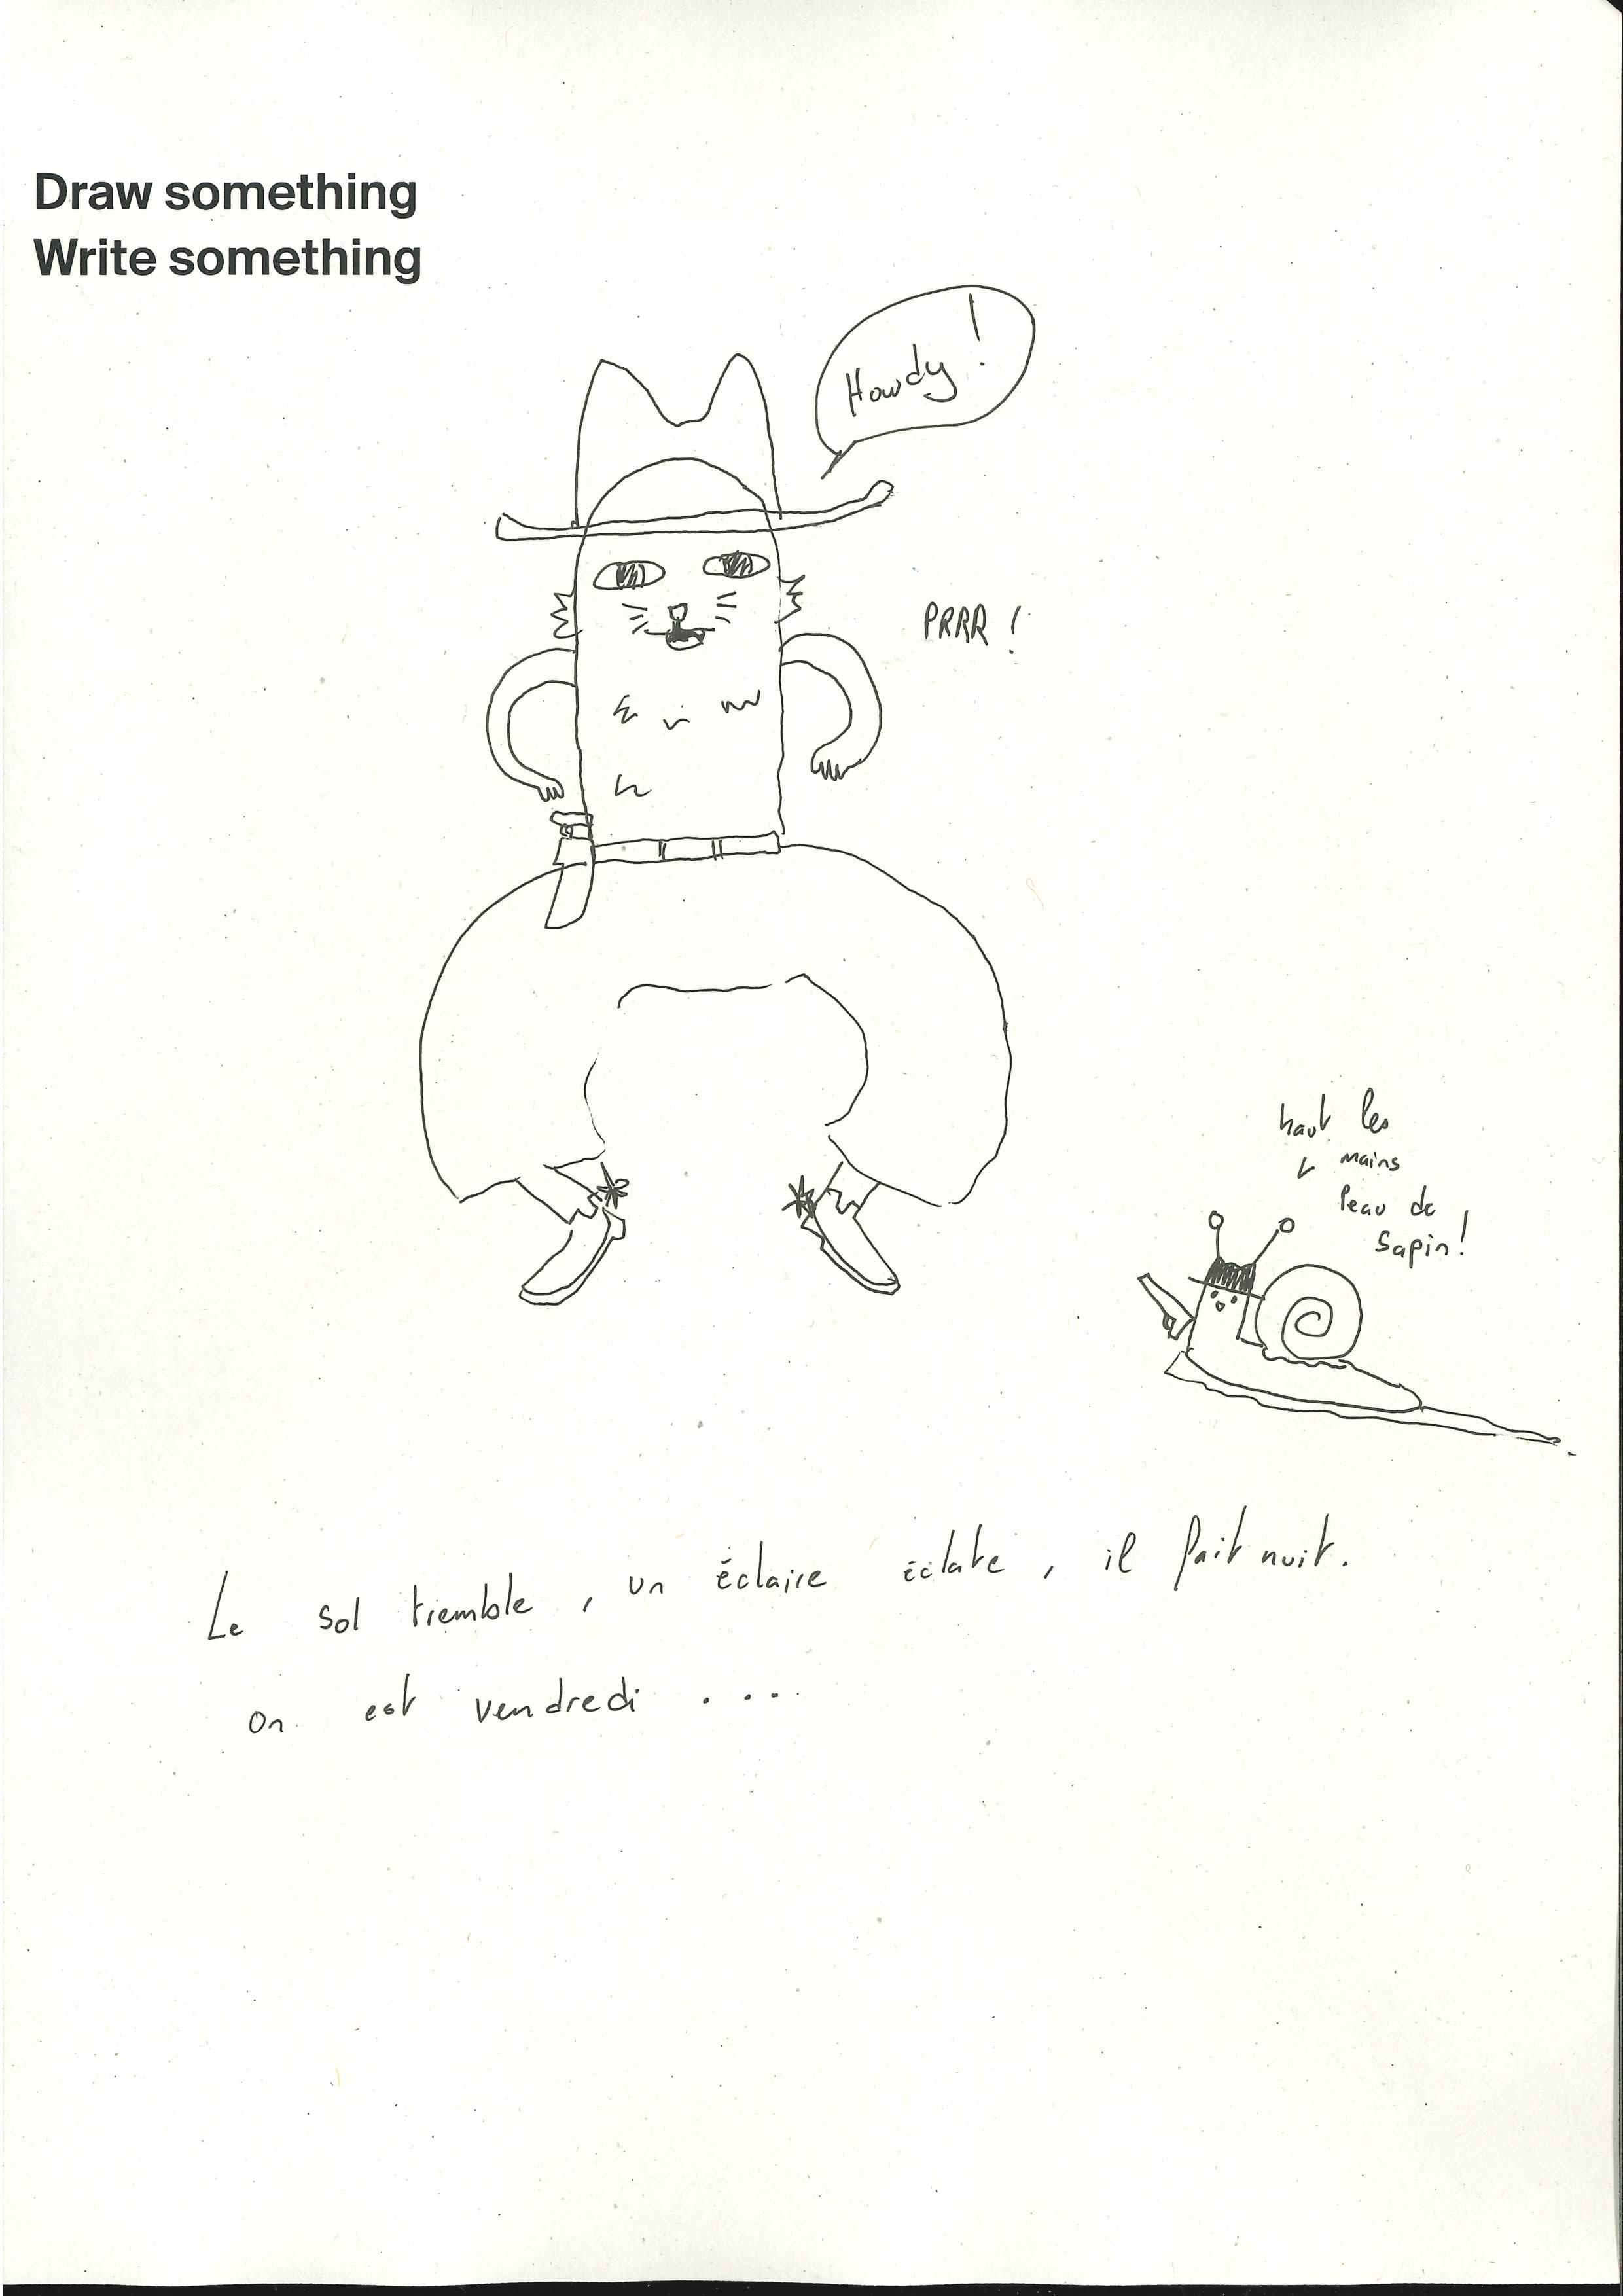 Draw something
Write something
Howdy !
PRRR !
haut les
mains
Peau de
Sapin !
Le sol tremble , un éclaire éclate , il fait nuit.
on est vendredi ....